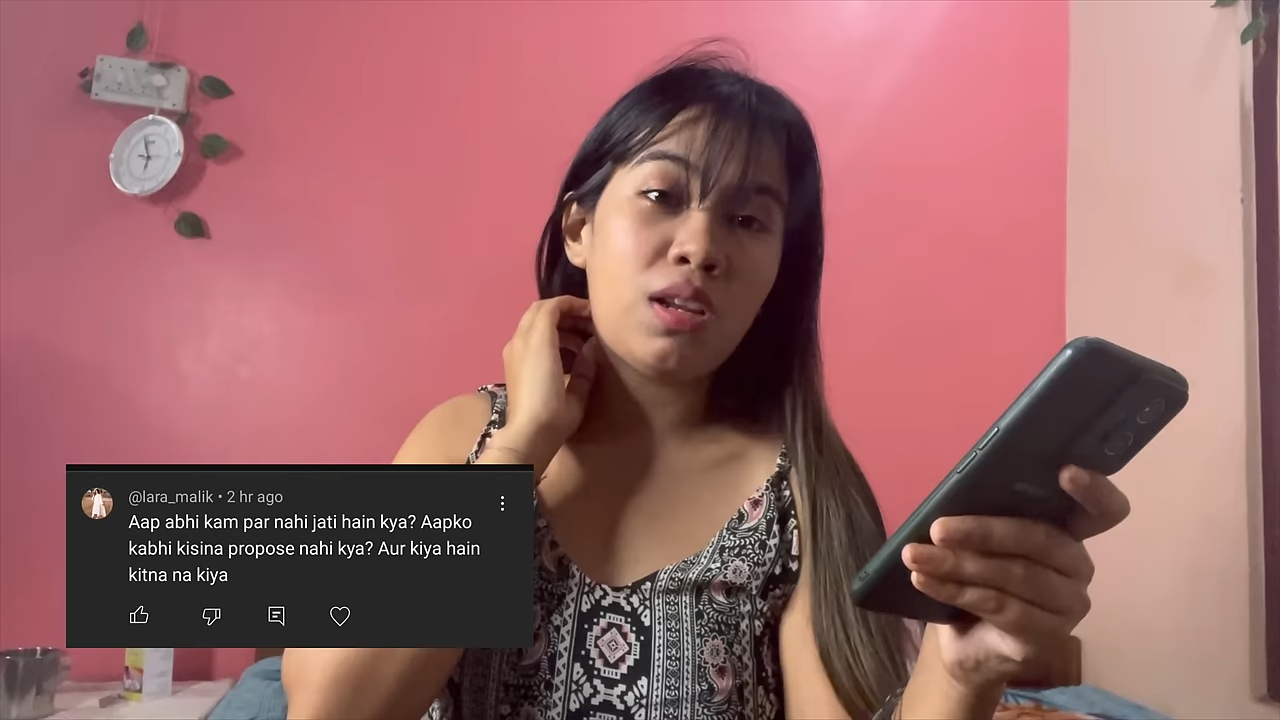 @lara_malik • 2 hr ago
Aap abhi kam par nahi jati hain kya? Aapko
kabhi kisina propose nahi kya? Aur kiya hain
kitna na kiya